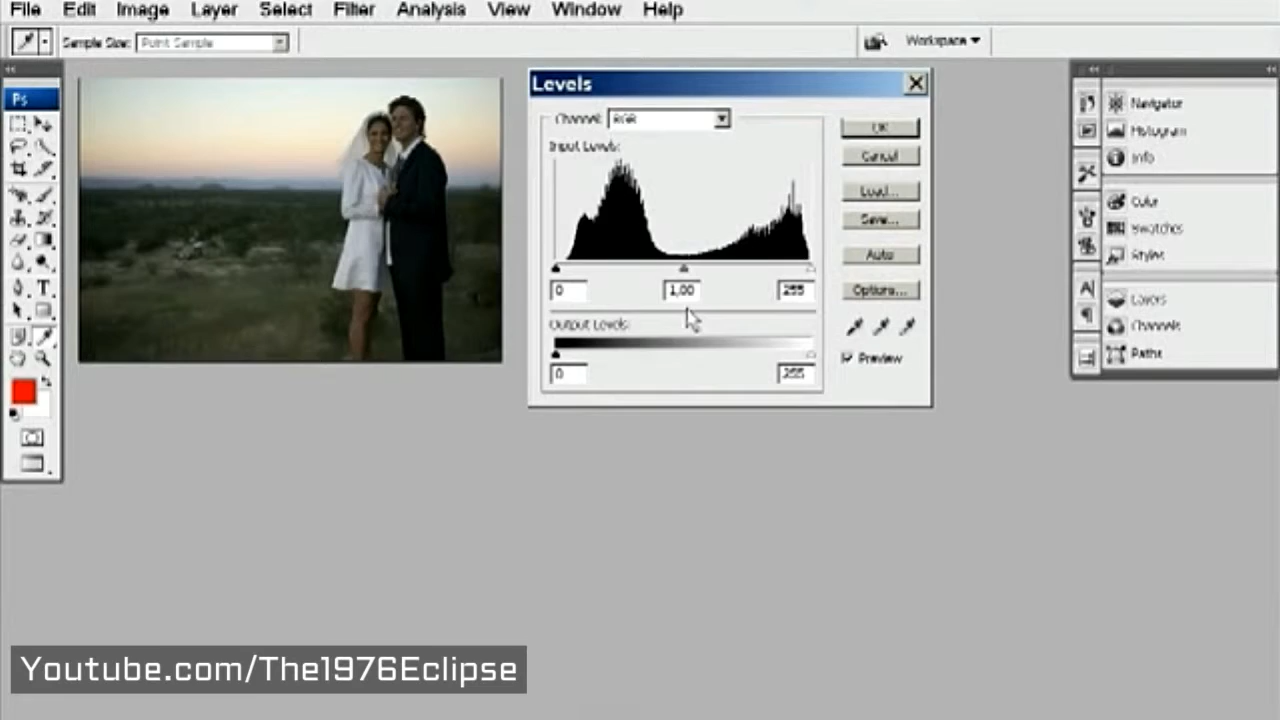 File Edit Image Layer Select Filter Analysis View Window Help
Sample Size: Point Sample
Workspace
Ps
Levels
Channel: RGB
Input Levels:
0 1,00 255
Output Levels:
0 255
OK
Cancel
Load...
Save...
Auto
Options...
Preview
Navigator
Histogram
Info
Color
Swatches
Styles
Layers
Channels
Paths
Youtube.com/The1976Eclipse